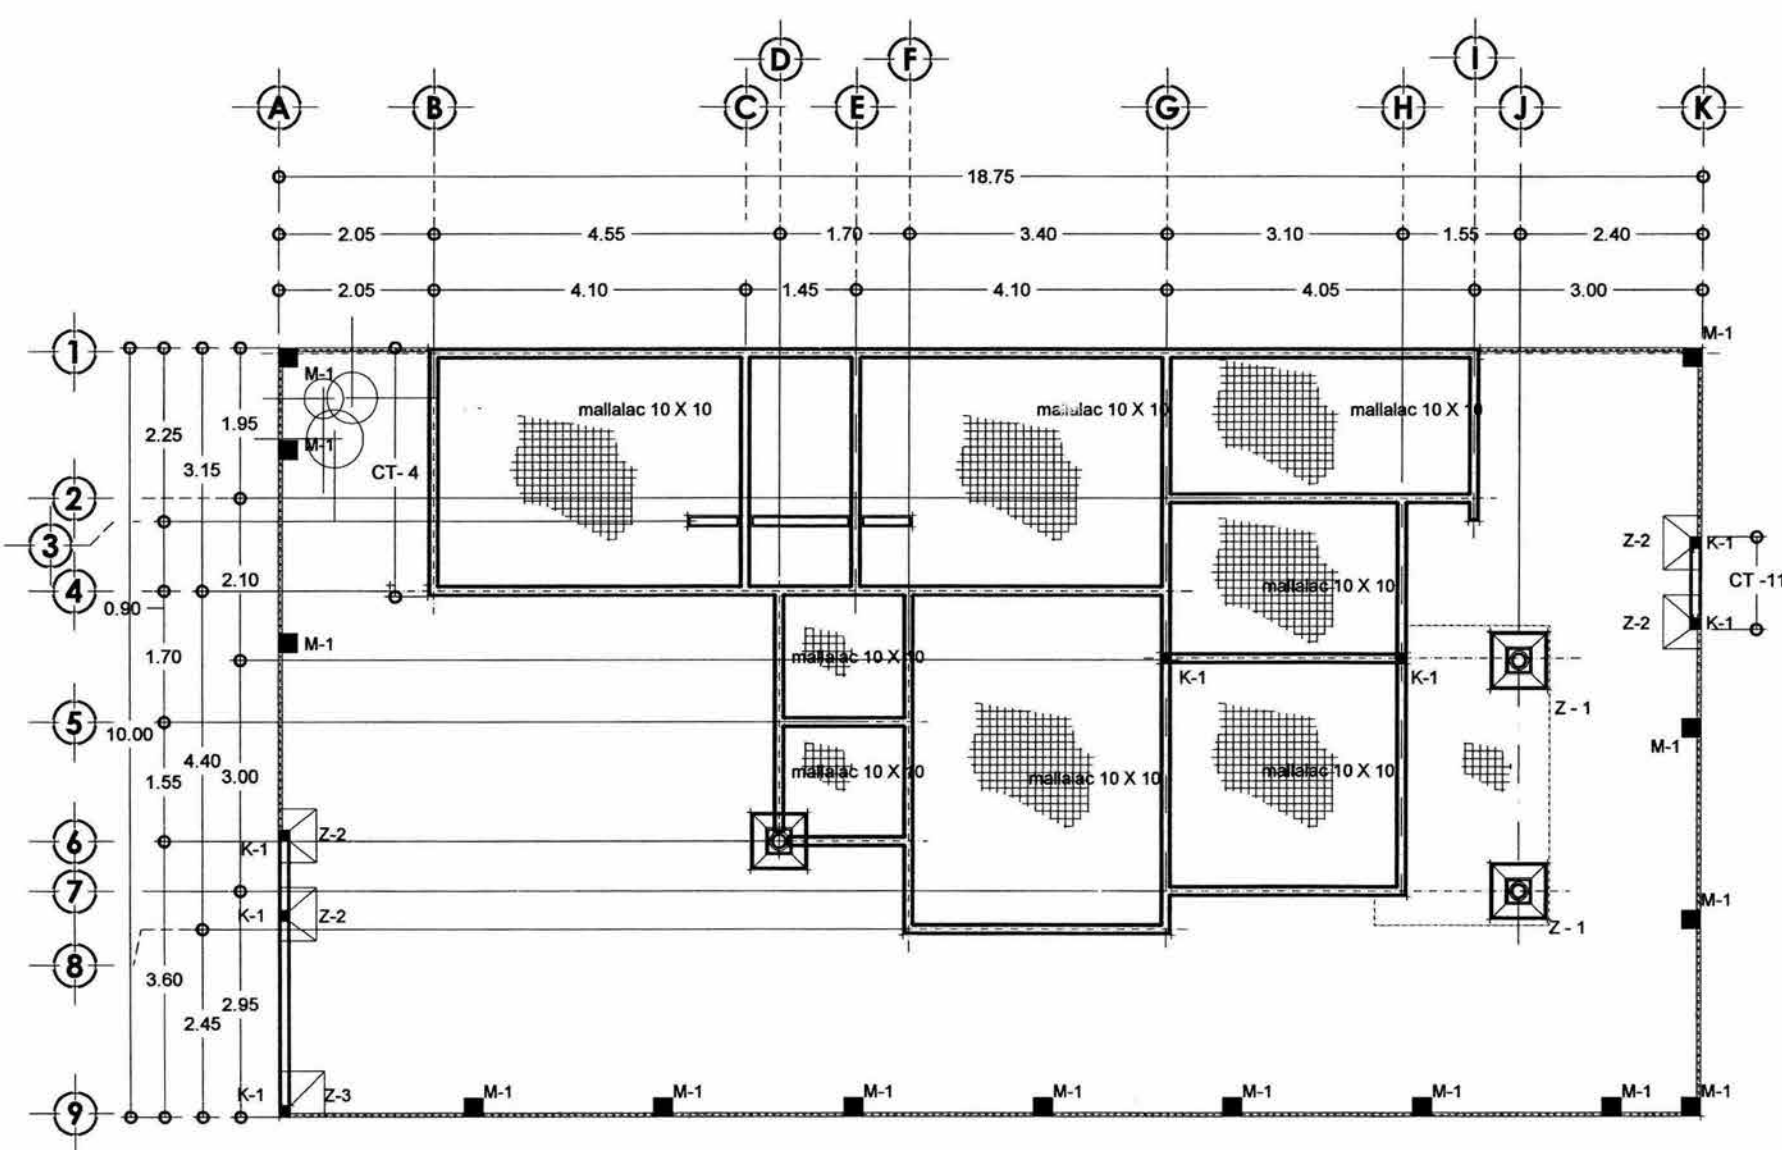 D F I
A B C E G H J K
18.75
2.05 4.55 1.70 3.40 3.10 1.55 2.40
2.05 4.10 1.45 4.10 4.05 3.00
M-1
1
M-1
mallalac 10 X 10 mallalac 10 X 10 mallalac 10 X 10
2.25 1.95
M-1
3.15 CT- 4
2
3
Z-2 K-1
2.10 mallalac 10 X 10 CT -11
4
0.90
Z-2 K-1
M-1
1.70 mallalac 10 X 10
K-1 K-1
Z - 1
5
10.00
M-1
4.40
1.55 3.00 mallalac 10 X 10 mallalac 10 X 10 mallalac 10 X 10
Z-2
6 K-1
7
M-1
K-1 Z-2
Z - 1
8
3.60
2.95
2.45
K-1 Z-3 M-1 M-1 M-1 M-1 M-1 M-1 M-1 M-1
9